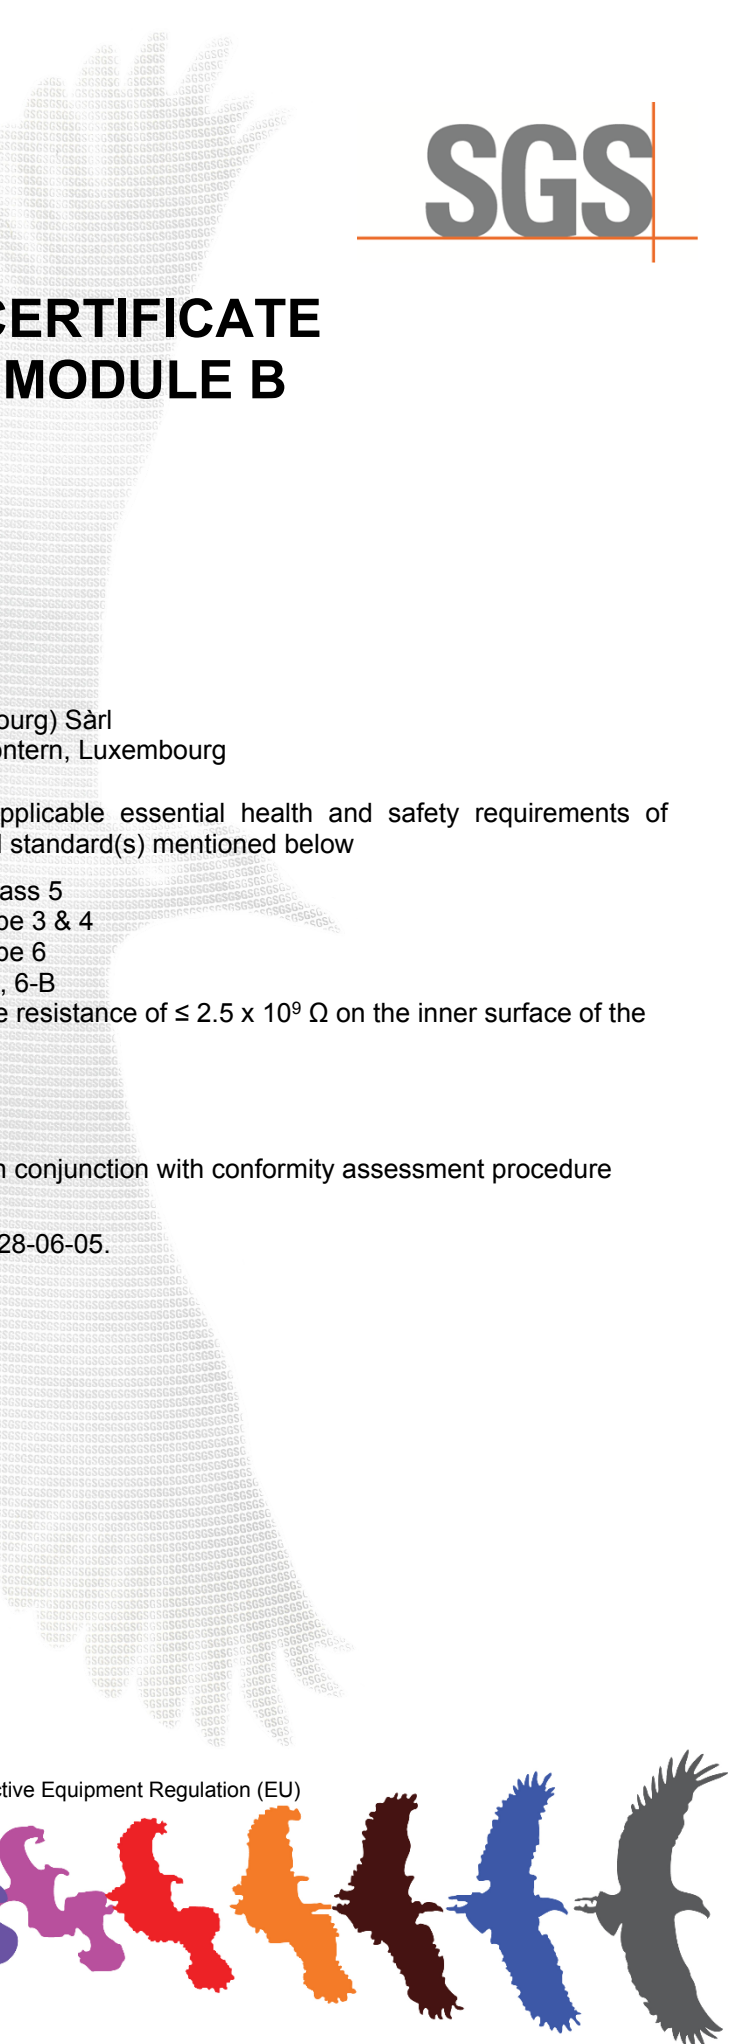 SGS
CERTIFICATE
MODULE B
ourg) Sàrl
ontern, Luxembourg
pplicable essential health and safety requirements of
standard(s) mentioned below
ass 5
pe 3 & 4
pe 6
, 6-B
e resistance of ≤ 2.5 x 10⁹ Ω on the inner surface of the
n conjunction with conformity assessment procedure
28-06-05.
ctive Equipment Regulation (EU)